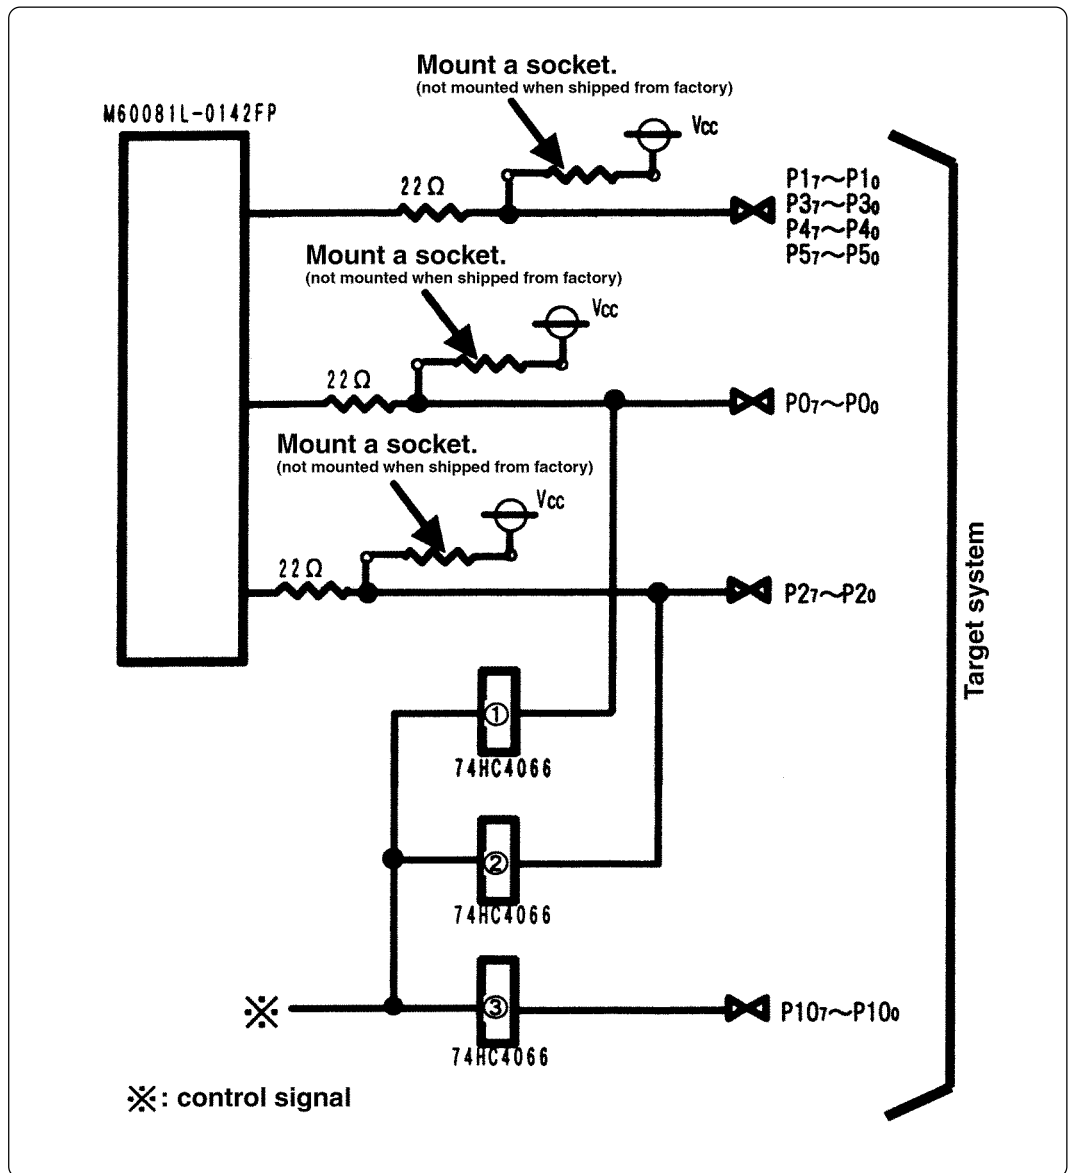 Mount a socket.
(not mounted when shipped from factory)
M60081L-0142FP
Vcc
22Ω
P17～P10
P37～P30
P47～P40
P57～P50
Mount a socket.
(not mounted when shipped from factory)
Vcc
22Ω
P07～P00
Mount a socket.
(not mounted when shipped from factory)
Vcc
22Ω
P27～P20
Target system
①
74HC4066
②
74HC4066
③
※
P107～P100
74HC4066
※: control signal